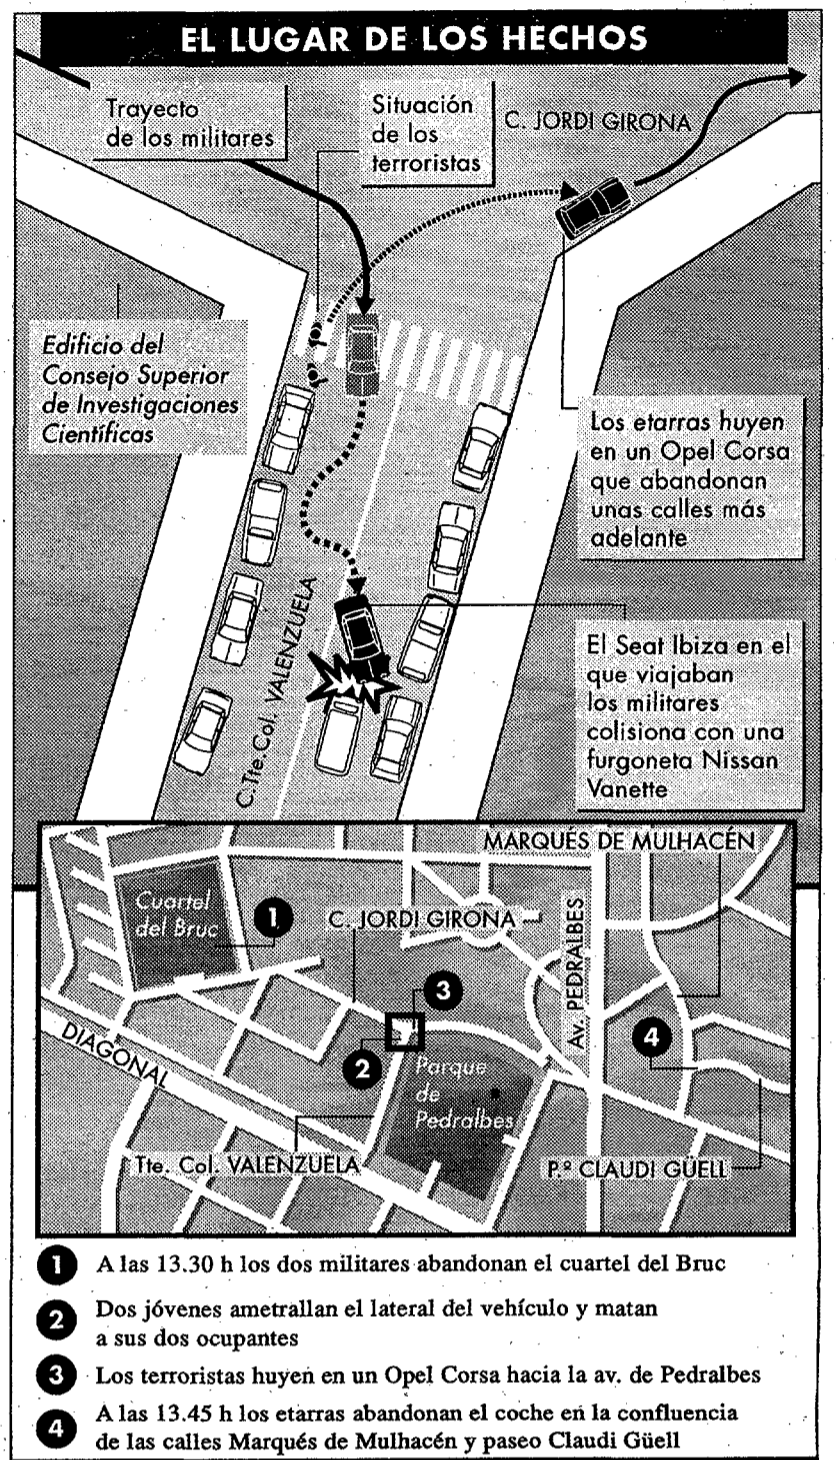 EL LUGAR DE LOS HECHOS
Trayecto
de los militares
Situación
de los
terroristas
C. JORDI GIRONA
Edificio del
Consejo Superior
de Investigaciones
Científicas
Los etarras huyen
en un Opel Corsa
que abandonan
unas calles más
adelante
C.Tte.Col. VALENZUELA
El Seat Ibiza en el
que viajaban
los militares
colisiona con una
furgoneta Nissan
Vanette
MARQUÉS DE MULHACÉN
Cuartel
del Bruc
1
C. JORDI GIRONA
Av. PEDRALBES
3
4
DIAGONAL
2
Parque
de
Pedralbes
Tte. Col. VALENZUELA
P.º CLAUDI GÜELL
1 A las 13.30 h los dos militares abandonan el cuartel del Bruc
2 Dos jóvenes ametrallan el lateral del vehículo y matan
a sus dos ocupantes
3 Los terroristas huyen en un Opel Corsa hacia la av. de Pedralbes
4 A las 13.45 h los etarras abandonan el coche en la confluencia
de las calles Marqués de Mulhacén y paseo Claudi Güell